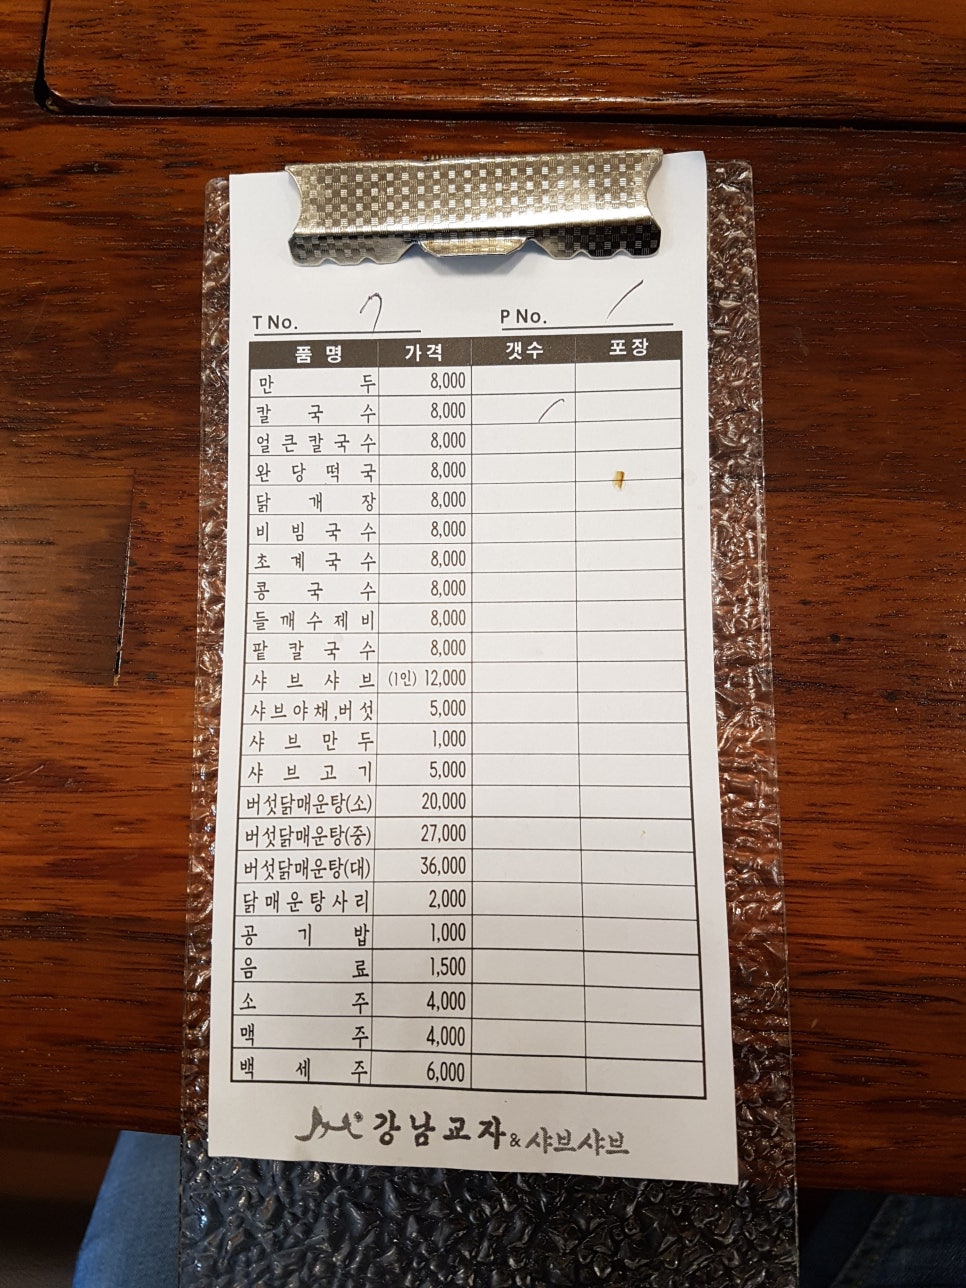 T No. 7 P No. /
품 명 가 격 갯 수 포 장
만 두 8,000
칼 국 수 8,000 /
얼 큰 칼 국 수 8,000
완 당 떡 국 8,000
닭 개 장 8,000
비 빔 국 수 8,000
초 계 국 수 8,000
콩 국 수 8,000
들 깨 수 제 비 8,000
팥 칼 국 수 8,000
샤 브 샤 브 (1인) 12,000
샤브야채,버섯 5,000
샤 브 만 두 1,000
샤 브 고 기 5,000
버섯닭매운탕(소) 20,000
버섯닭매운탕(중) 27,000
버섯닭매운탕(대) 36,000
닭매운탕사리 2,000
공 기 밥 1,000
음 료 1,500
소 주 4,000
맥 주 4,000
백 세 주 6,000
강남교자 & 샤브샤브